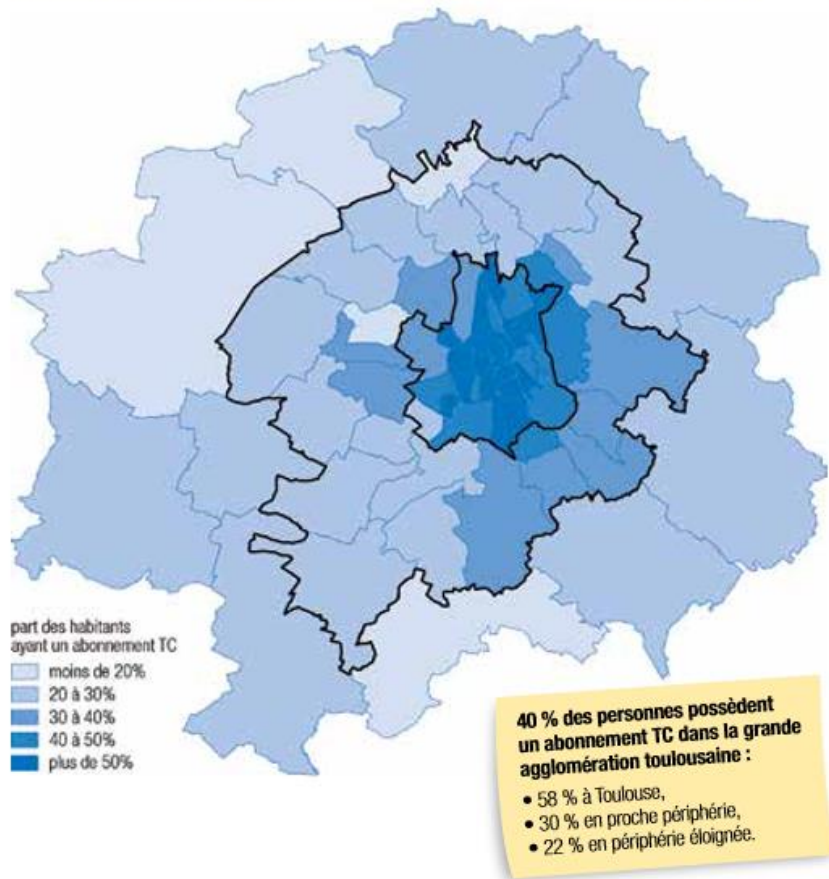 part des habitants
ayant un abonnement TC
moins de 20%
20 à 30%
30 à 40%
40 à 50%
plus de 50%
40 % des personnes possèdent
un abonnement TC dans la grande
agglomération toulousaine :
• 58 % à Toulouse,
• 30 % en proche périphérie,
• 22 % en périphérie éloignée.